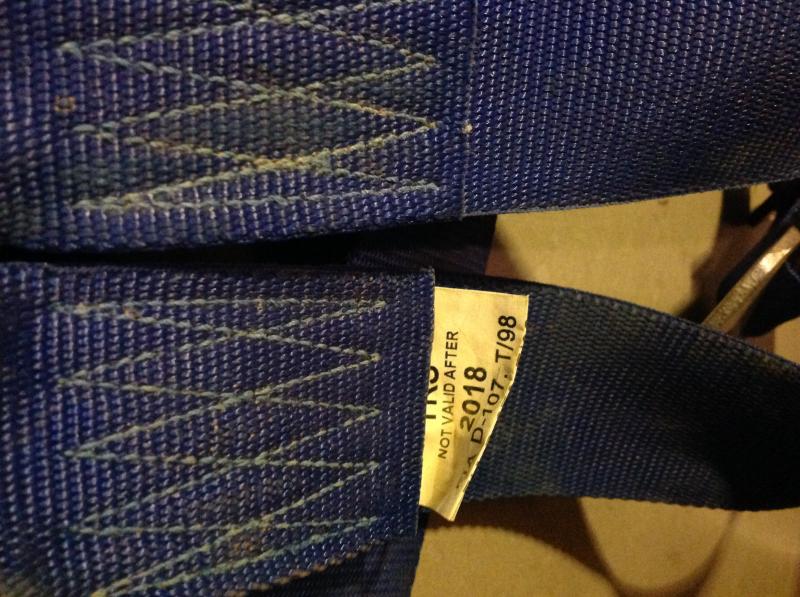 NOT VALID AFTER
2018
D-107, T/98